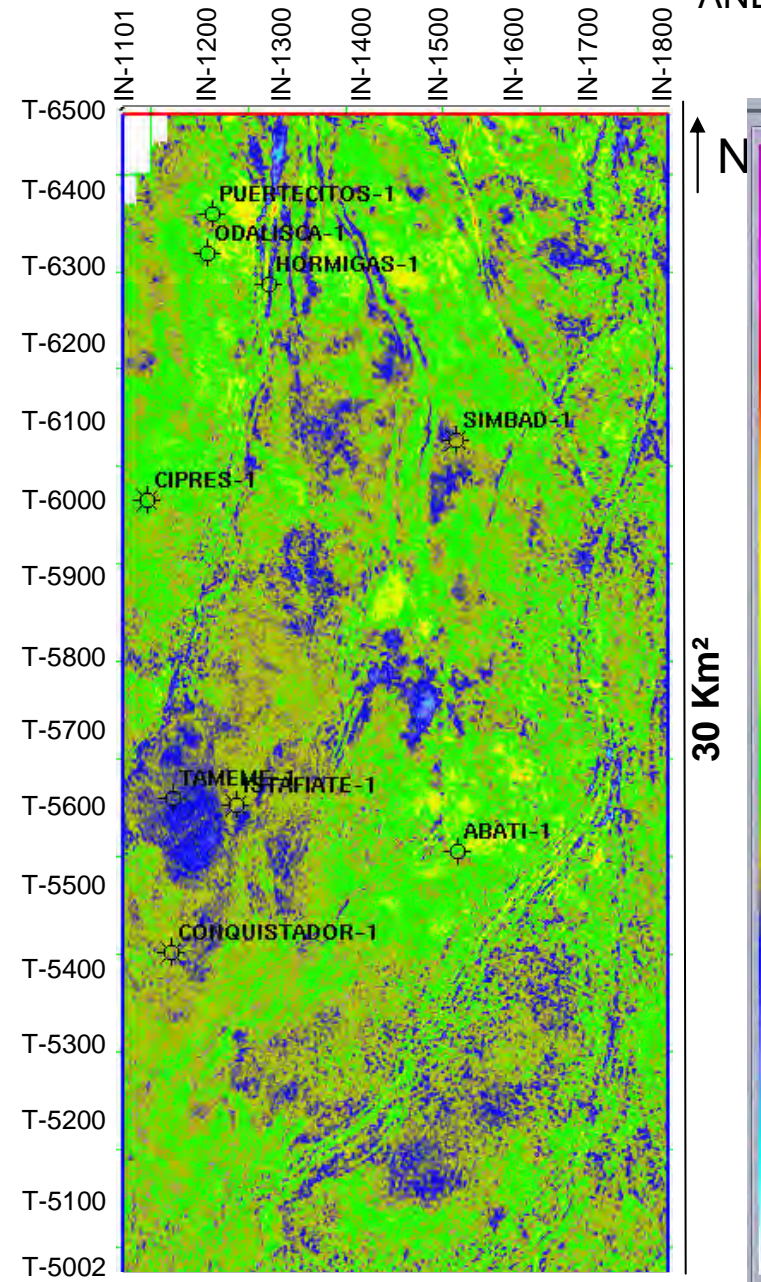 IN-1101
IN-1200
IN-1300
IN-1400
IN-1500
IN-1600
IN-1700
IN-1800
T-6500
T-6400
T-6300
T-6200
T-6100
T-6000
T-5900
T-5800
T-5700
T-5600
T-5500
T-5400
T-5300
T-5200
T-5100
T-5002
N
PUERTECITOS-1
ODALISCA-1
HORMIGAS-1
SIMBAD-1
CIPRES-1
TAMEME-1
ISTAFIATE-1
ABATI-1
CONQUISTADOR-1
30 Km²